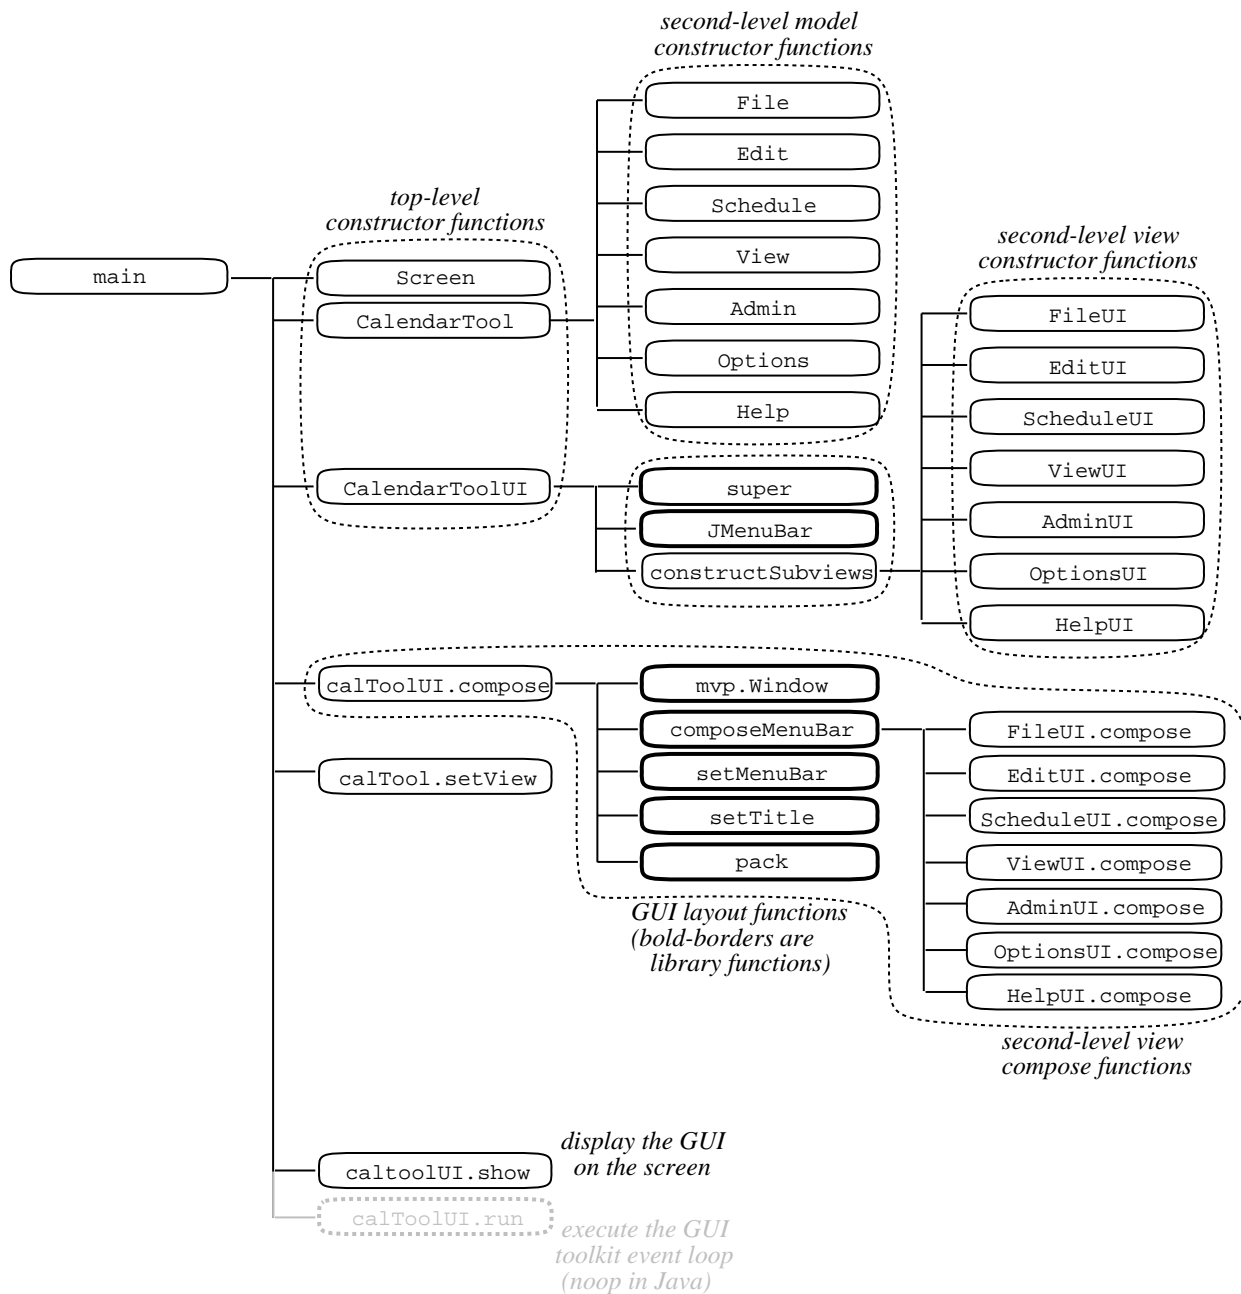 second-level model
constructor functions
File
Edit
Schedule
View
Admin
Options
Help
top-level
constructor functions
main
Screen
CalendarTool
CalendarToolUI
second-level view
constructor functions
FileUI
EditUI
ScheduleUI
ViewUI
AdminUI
OptionsUI
HelpUI
super
JMenuBar
constructSubviews
calToolUI.compose
mvp.Window
composeMenuBar
setMenuBar
setTitle
pack
calTool.setView
FileUI.compose
EditUI.compose
ScheduleUI.compose
ViewUI.compose
AdminUI.compose
OptionsUI.compose
HelpUI.compose
GUI layout functions
(bold-borders are
library functions)
second-level view
compose functions
caltoolUI.show
display the GUI
on the screen
calToolUI.run
execute the GUI
toolkit event loop
(noop in Java)